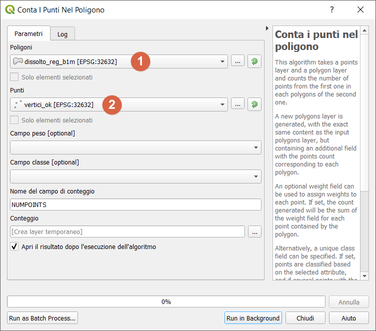 Conta I Punti Nel Poligono
Parametri
Log
Poligoni
dissolto_reg_b1m [EPSG:32632]
1
...
Solo elementi selezionati
Punti
vertici_ok [EPSG:32632]
2
...
Solo elementi selezionati
Campo peso [optional]
Campo classe [optional]
Nome del campo di conteggio
NUMPOINTS
Conteggio
[Crea layer temporaneo]
...
Apri il risultato dopo l'esecuzione dell'algoritmo
Conta i punti nel
poligono
This algorithm takes a points
layer and a polygon layer
and counts the number of
points from the first one in
each polygons of the second
one.
A new polygons layer is
generated, with the exact
same content as the input
polygons layer, but
containing an additional field
with the points count
corresponding to each
polygon.
An optional weight field can
be used to assign weights to
each point. If set, the count
generated will be the sum of
the weight field for each
point contained by the
polygon.
Alternatively, a unique class
field can be specified. If set,
points are classified based
on the selected attribute,
and if several points with the
0%
Annulla
Run as Batch Process...
Run in Background
Chiudi
Aiuto